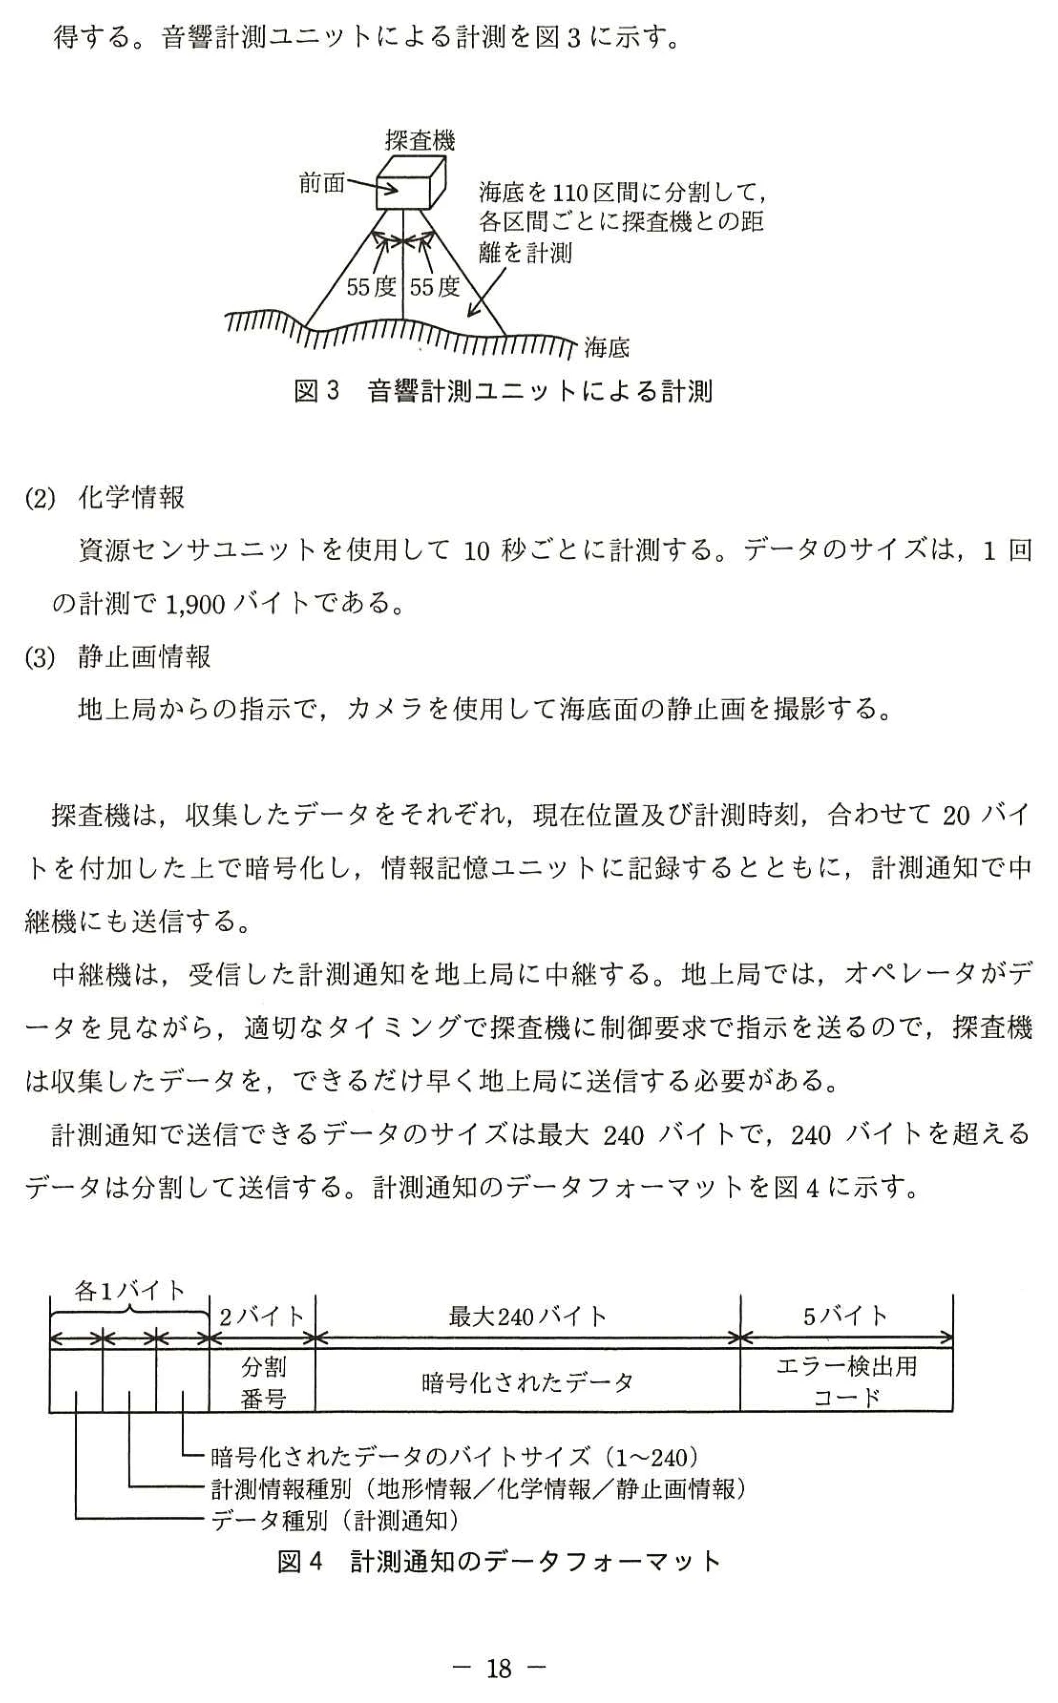 得する。音響計測ユニットによる計測を図3に示す。
探査機
前面
海底を110区間に分割して，
各区間ごとに探査機との距
離を計測
55度 55度
海底
図3 音響計測ユニットによる計測
(2) 化学情報
資源センサユニットを使用して 10 秒ごとに計測する。データのサイズは，1 回
の計測で 1,900 バイトである。
(3) 静止画情報
地上局からの指示で，カメラを使用して海底面の静止画を撮影する。
探査機は，収集したデータをそれぞれ，現在位置及び計測時刻，合わせて 20 バイ
トを付加した上で暗号化し，情報記憶ユニットに記録するとともに，計測通知で中
継機にも送信する。
中継機は，受信した計測通知を地上局に中継する。地上局では，オペレータがデ
ータを見ながら，適切なタイミングで探査機に制御要求で指示を送るので，探査機
は収集したデータを，できるだけ早く地上局に送信する必要がある。
計測通知で送信できるデータのサイズは最大 240 バイトで，240 バイトを超える
データは分割して送信する。計測通知のデータフォーマットを図4に示す。
各1バイト
2バイト 最大240バイト 5バイト
分割
番号
暗号化されたデータ
エラー検出用
コード
暗号化されたデータのバイトサイズ（1～240）
計測情報種別（地形情報／化学情報／静止画情報）
データ種別（計測通知）
図4 計測通知のデータフォーマット
－ 18 －